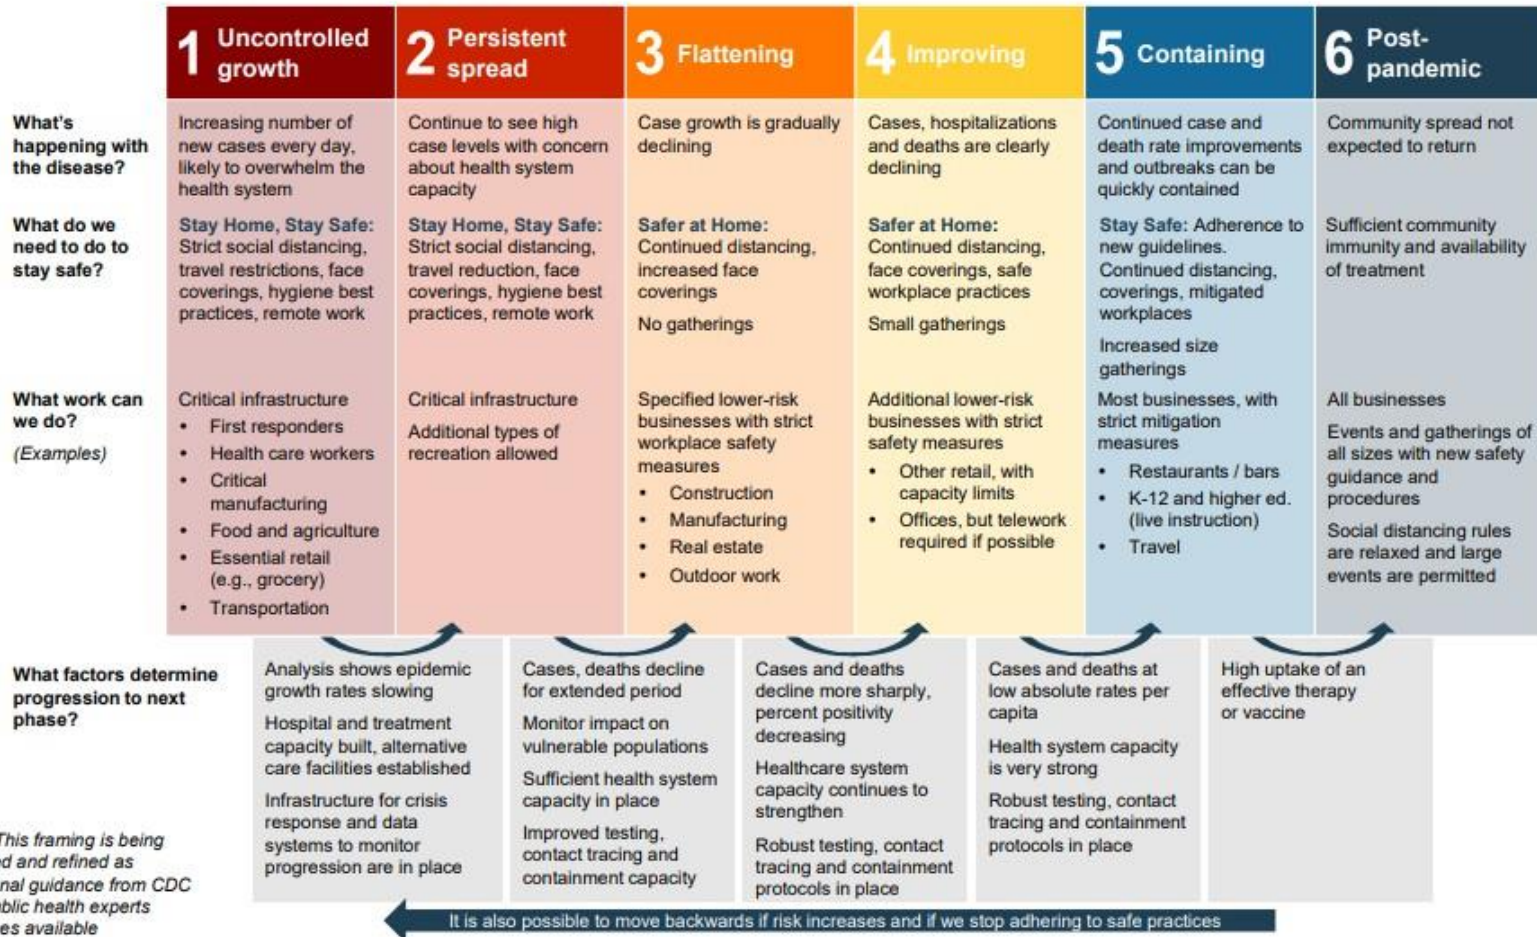 1 Uncontrolled
growth
2 Persistent
spread
3 Flattening
4 Improving
5 Containing
6 Post-
pandemic
What's
happening with
the disease?
Increasing number of
new cases every day,
likely to overwhelm the
health system
Continue to see high
case levels with concern
about health system
capacity
Case growth is gradually
declining
Cases, hospitalizations
and deaths are clearly
declining
Continued case and
death rate improvements
and outbreaks can be
quickly contained
Community spread not
expected to return
What do we
need to do to
stay safe?
Stay Home, Stay Safe:
Strict social distancing,
travel restrictions, face
coverings, hygiene best
practices, remote work
Stay Home, Stay Safe:
Strict social distancing,
travel reduction, face
coverings, hygiene best
practices, remote work
Safer at Home:
Continued distancing,
increased face
coverings
No gatherings
Safer at Home:
Continued distancing,
face coverings, safe
workplace practices
Small gatherings
Stay Safe: Adherence to
new guidelines.
Continued distancing,
coverings, mitigated
workplaces
Increased size
gatherings
Sufficient community
immunity and availability
of treatment
What work can
we do?
(Examples)
Critical infrastructure
• First responders
• Health care workers
• Critical
manufacturing
• Food and agriculture
• Essential retail
(e.g., grocery)
• Transportation
Critical infrastructure
Additional types of
recreation allowed
Specified lower-risk
businesses with strict
workplace safety
measures
• Construction
• Manufacturing
• Real estate
• Outdoor work
Additional lower-risk
businesses with strict
safety measures
• Other retail, with
capacity limits
• Offices, but telework
required if possible
Most businesses, with
strict mitigation
measures
• Restaurants / bars
• K-12 and higher ed.
(live instruction)
• Travel
All businesses
Events and gatherings of
all sizes with new safety
guidance and
procedures
Social distancing rules
are relaxed and large
events are permitted
What factors determine
progression to next
phase?
Analysis shows epidemic
growth rates slowing
Hospital and treatment
capacity built, alternative
care facilities established
Infrastructure for crisis
response and data
systems to monitor
progression are in place
Cases, deaths decline
for extended period
Monitor impact on
vulnerable populations
Sufficient health system
capacity in place
Improved testing,
contact tracing and
containment capacity
Cases and deaths
decline more sharply,
percent positivity
decreasing
Healthcare system
capacity continues to
strengthen
Robust testing, contact
tracing and containment
protocols in place
Cases and deaths at
low absolute rates per
capita
Health system capacity
is very strong
Robust testing, contact
tracing and containment
protocols in place
High uptake of an
effective therapy
or vaccine
This framing is being
and refined as
guidance from CDC
health experts
available
It is also possible to move backwards if risk increases and if we stop adhering to safe practices